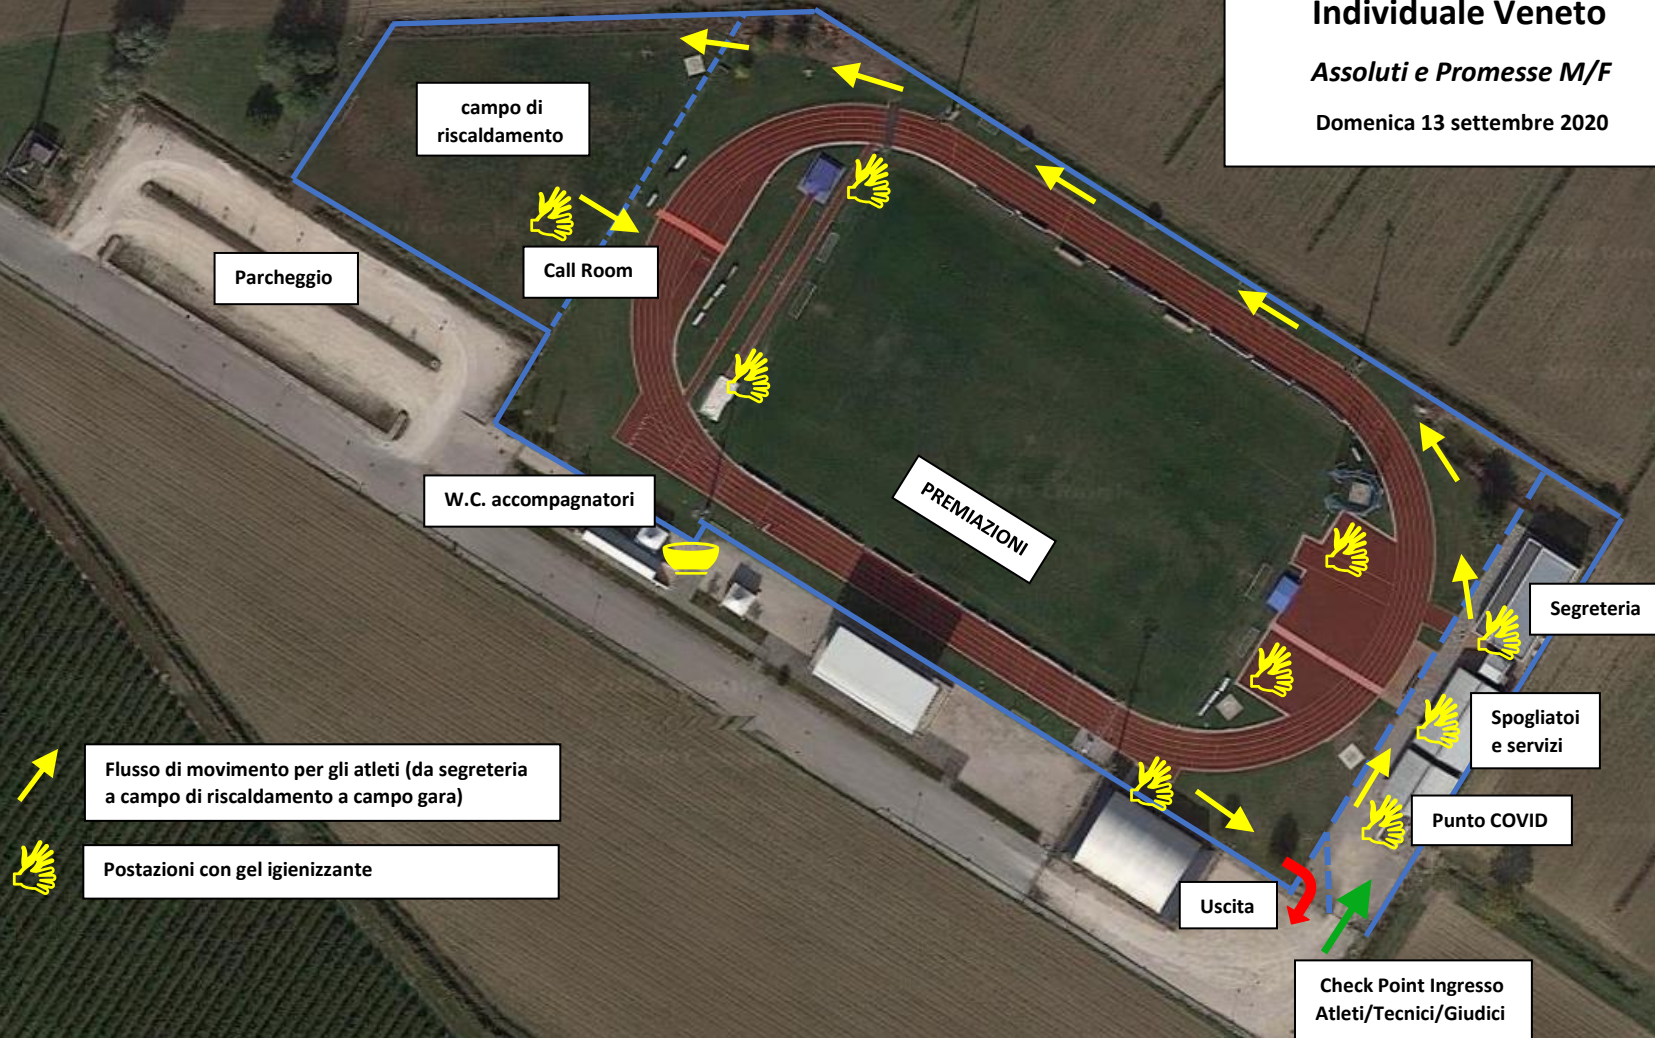 Individuale Veneto
Assoluti e Promesse M/F
Domenica 13 settembre 2020
campo di
riscaldamento
Parcheggio
Call Room
W.C. accompagnatori
PREMIAZIONI
Segreteria
Spogliatoi
e servizi
Punto COVID
Flusso di movimento per gli atleti (da segreteria
a campo di riscaldamento a campo gara)
Postazioni con gel igienizzante
Uscita
Check Point Ingresso
Atleti/Tecnici/Giudici